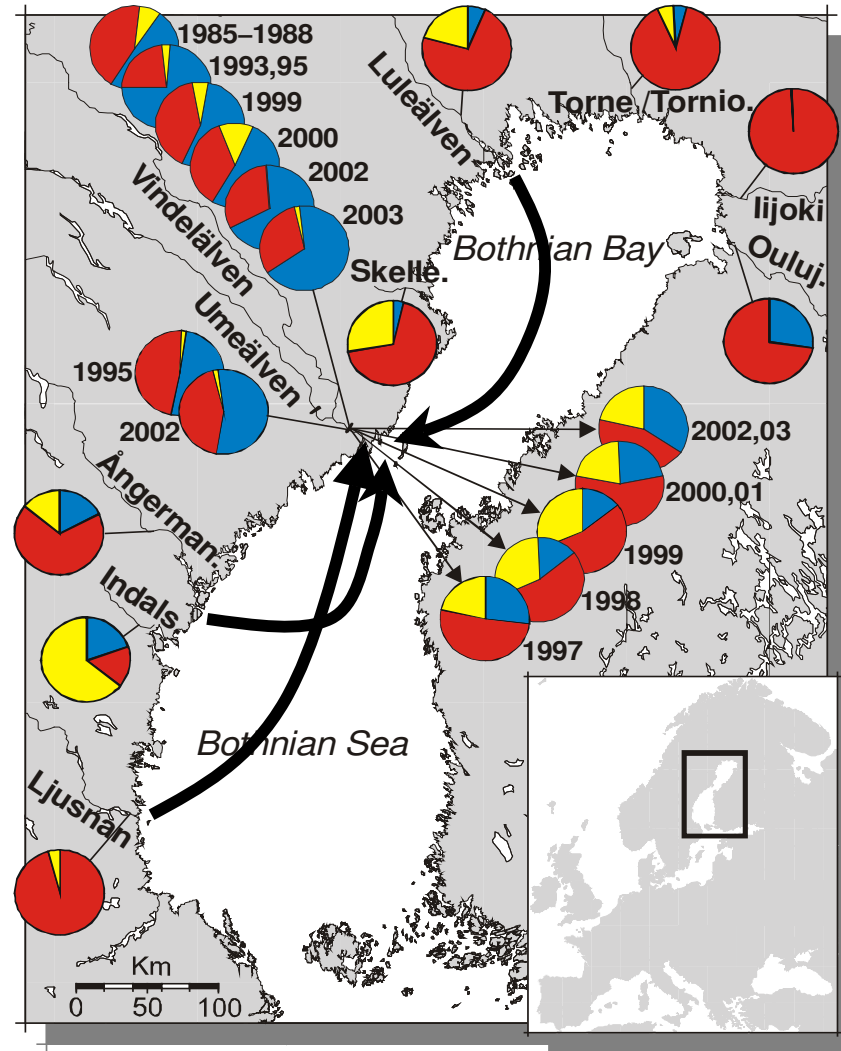 1985–1988
1993,95
1999
2000
2002
2003
Vindelälven
Umeälven
Luleälven
Torne /Tornio.
Iijoki
Ouluj.
Bothnian Bay
Skelle.
1995
2002
Ångerman.
Indals
Ljusnan
2002,03
2000,01
1999
1998
1997
Bothnian Sea
Km
0 50 100